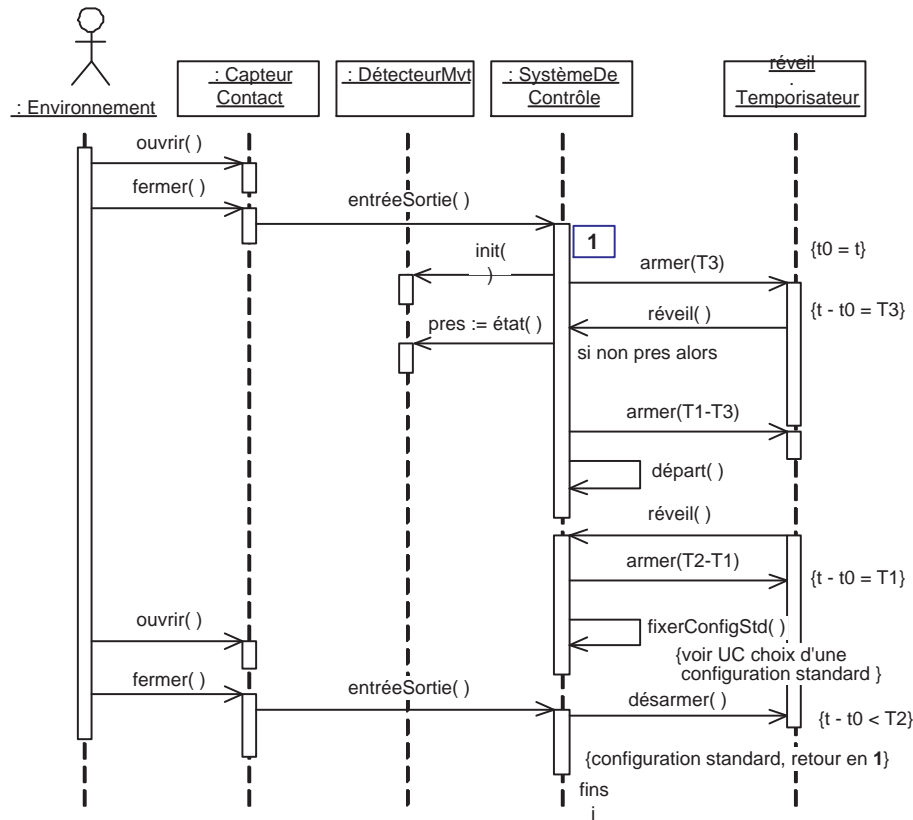 : Environnement
: Capteur
Contact
: DétecteurMvt
: SystèmeDe
Contrôle
réveil
:
Temporisateur
ouvrir( )
fermer( )
entréeSortie( )
1
{t0 = t}
init(
)
armer(T3)
{t - t0 = T3}
réveil( )
pres := état( )
si non pres alors
armer(T1-T3)
départ( )
réveil( )
armer(T2-T1)
{t - t0 = T1}
ouvrir( )
fixerConfigStd( )
{voir UC choix d'une
configuration standard }
fermer( )
entréeSortie( )
désarmer( )
{t - t0 < T2}
{configuration standard, retour en 1}
fins
i